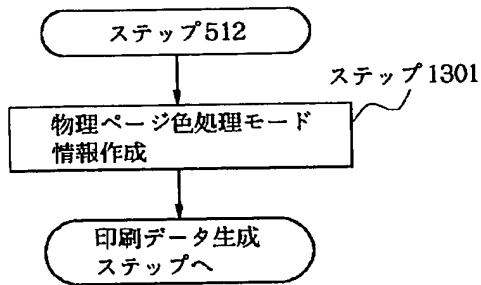 ステップ512
ステップ1301
物理ページ色処理モード
情報作成
印刷データ生成
ステップへ